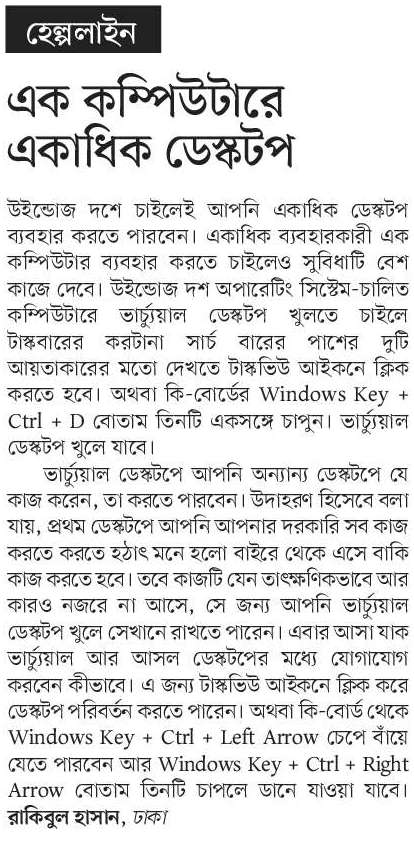 হেল্পলাইন
এক কম্পিউটারে
একাধিক ডেস্কটপ
উইন্ডোজ দশে চাইলেই আপনি একাধিক ডেস্কটপ
ব্যবহার করতে পারবেন। একাধিক ব্যবহারকারী এক
কম্পিউটার ব্যবহার করতে চাইলেও সুবিধাটি বেশ
কাজে দেবে। উইন্ডোজ দশ অপারেটিং সিস্টেম-চালিত
কম্পিউটারে ভার্চ্যুয়াল ডেস্কটপ খুলতে চাইলে
টাস্কবারের করটানা সার্চ বারের পাশের দুটি
আয়তাকারের মতো দেখতে টাস্কভিউ আইকনে ক্লিক
করতে হবে। অথবা কি-বোর্ডের Windows Key +
Ctrl + D বোতাম তিনটি একসঙ্গে চাপুন। ভার্চ্যুয়াল
ডেস্কটপ খুলে যাবে।
ভার্চ্যুয়াল ডেস্কটপে আপনি অন্যান্য ডেস্কটপে যে
কাজ করেন, তা করতে পারবেন। উদাহরণ হিসেবে বলা
যায়, প্রথম ডেস্কটপে আপনি আপনার দরকারি সব কাজ
করতে করতে হঠাৎ মনে হলো বাইরে থেকে এসে বাকি
কাজ করতে হবে। তবে কাজটি যেন তাৎক্ষণিকভাবে আর
কারও নজরে না আসে, সে জন্য আপনি ভার্চ্যুয়াল
ডেস্কটপ খুলে সেখানে রাখতে পারেন। এবার আসা যাক
ভার্চ্যুয়াল আর আসল ডেস্কটপের মধ্যে যোগাযোগ
করবেন কীভাবে। এ জন্য টাস্কভিউ আইকনে ক্লিক করে
ডেস্কটপ পরিবর্তন করতে পারেন। অথবা কি-বোর্ড থেকে
Windows Key + Ctrl + Left Arrow চেপে বাঁয়ে
যেতে পারবেন আর Windows Key + Ctrl + Right
Arrow বোতাম তিনটি চাপলে ডানে যাওয়া যাবে।
রাকিবুল হাসান, ঢাকা